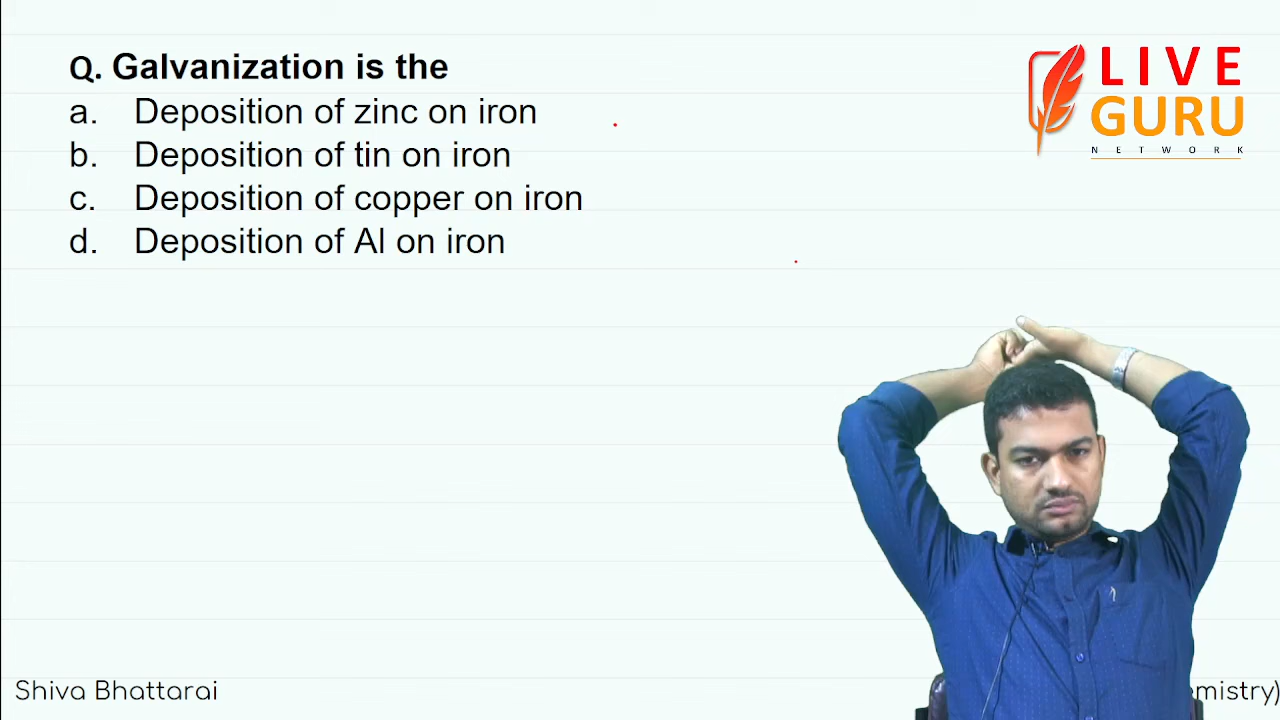 Q. Galvanization is the
a. Deposition of zinc on iron
b. Deposition of tin on iron
c. Deposition of copper on iron
d. Deposition of Al on iron
LIVE
GURU
NETWORK
Shiva Bhattarai